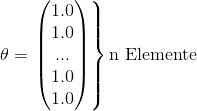 θ = (1.0 1.0 ... 1.0 1.0) } n Elemente